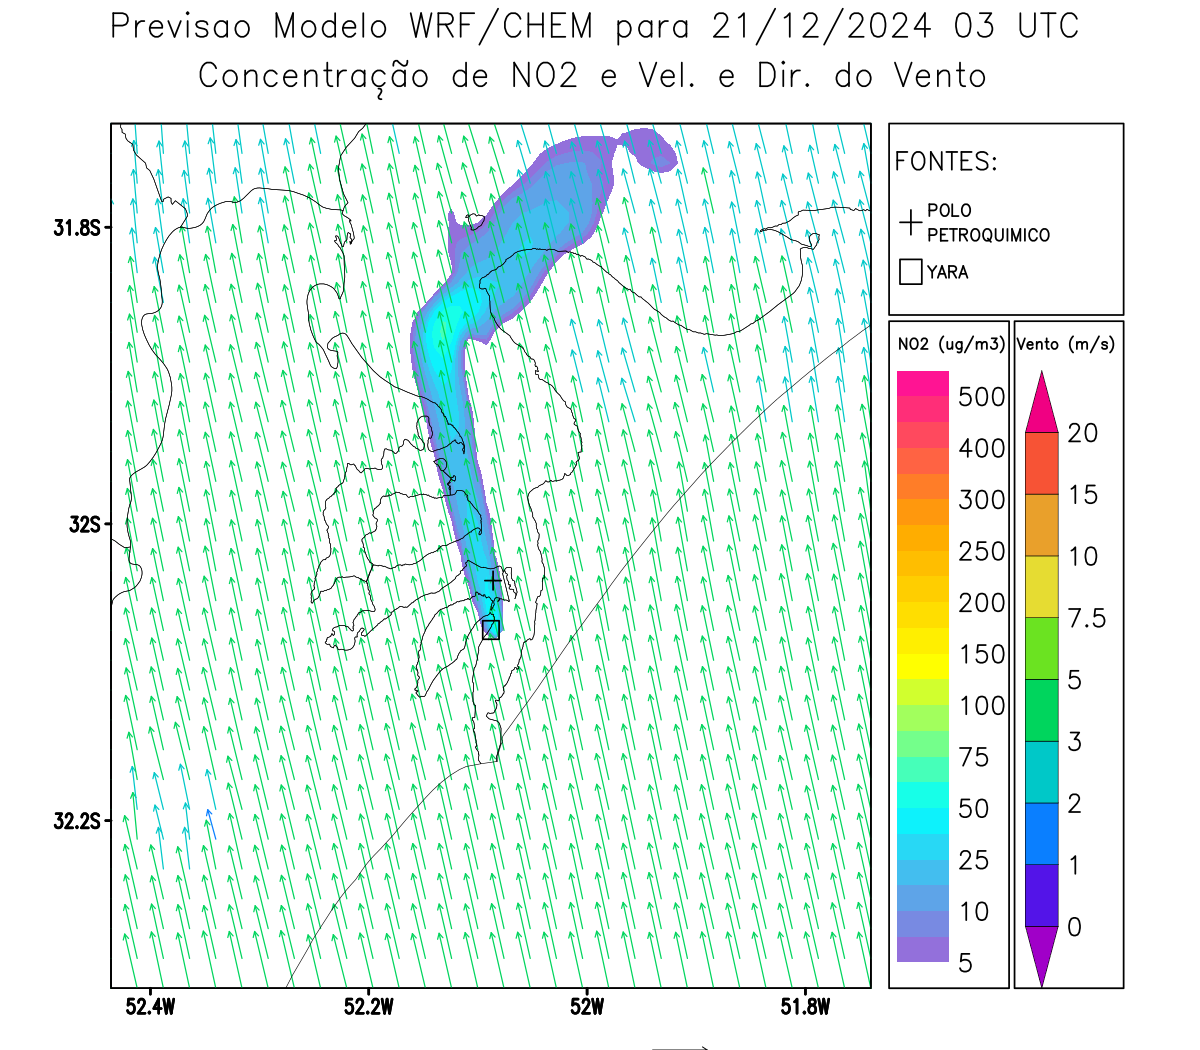 Previsao Modelo WRF/CHEM para 21/12/2024 03 UTC
Concentração de NO2 e Vel. e Dir. do Vento
FONTES:
POLO
PETROQUIMICO
YARA
NO2 (ug/m3)
500
400
300
250
200
150
100
75
50
25
10
5
Vento (m/s)
20
15
10
7.5
5
3
2
1
0
31.8S
32S
32.2S
52.4W
52.2W
52W
51.8W